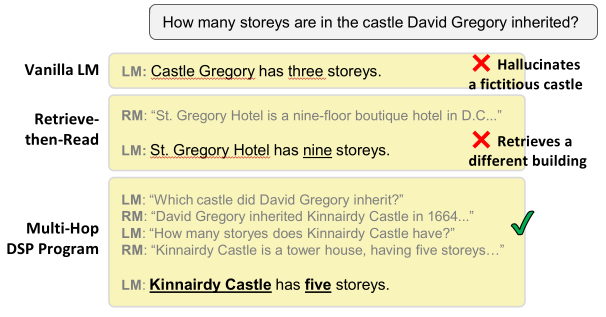 How many storeys are in the castle David Gregory inherited?
Vanilla LM
LM: Castle Gregory has three storeys.
Hallucinates
a fictitious castle
Retrieve-
then-Read
RM: “St. Gregory Hotel is a nine-floor boutique hotel in D.C...”
LM: St. Gregory Hotel has nine storeys.
Retrieves a
different building
Multi-Hop
DSP Program
LM: “Which castle did David Gregory inherit?”
RM: “David Gregory inherited Kinnairdy Castle in 1664...”
LM: “How many storyes does Kinnairdy Castle have?”
RM: “Kinnairdy Castle is a tower house, having five storeys…”
LM: Kinnairdy Castle has five storeys.